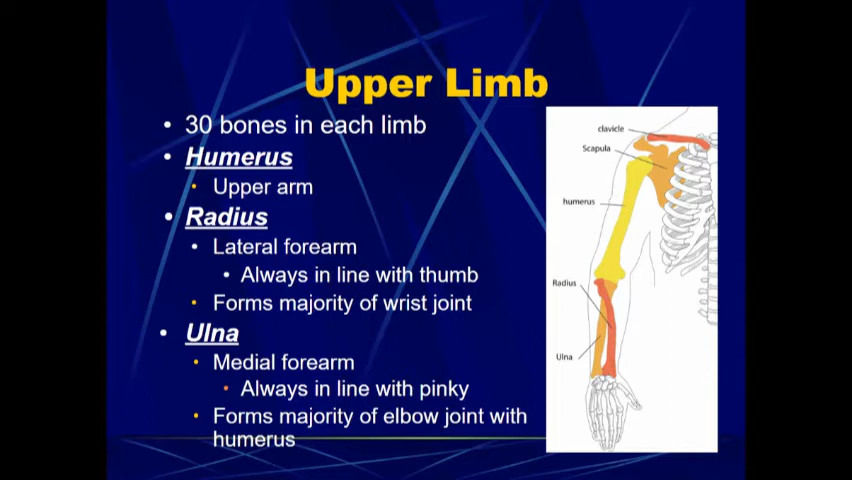 Upper Limb
• 30 bones in each limb
• Humerus
• Upper arm
• Radius
• Lateral forearm
• Always in line with thumb
• Forms majority of wrist joint
• Ulna
• Medial forearm
• Always in line with pinky
• Forms majority of elbow joint with
humerus
clavicle
Scapula
humerus
Radius
Ulna